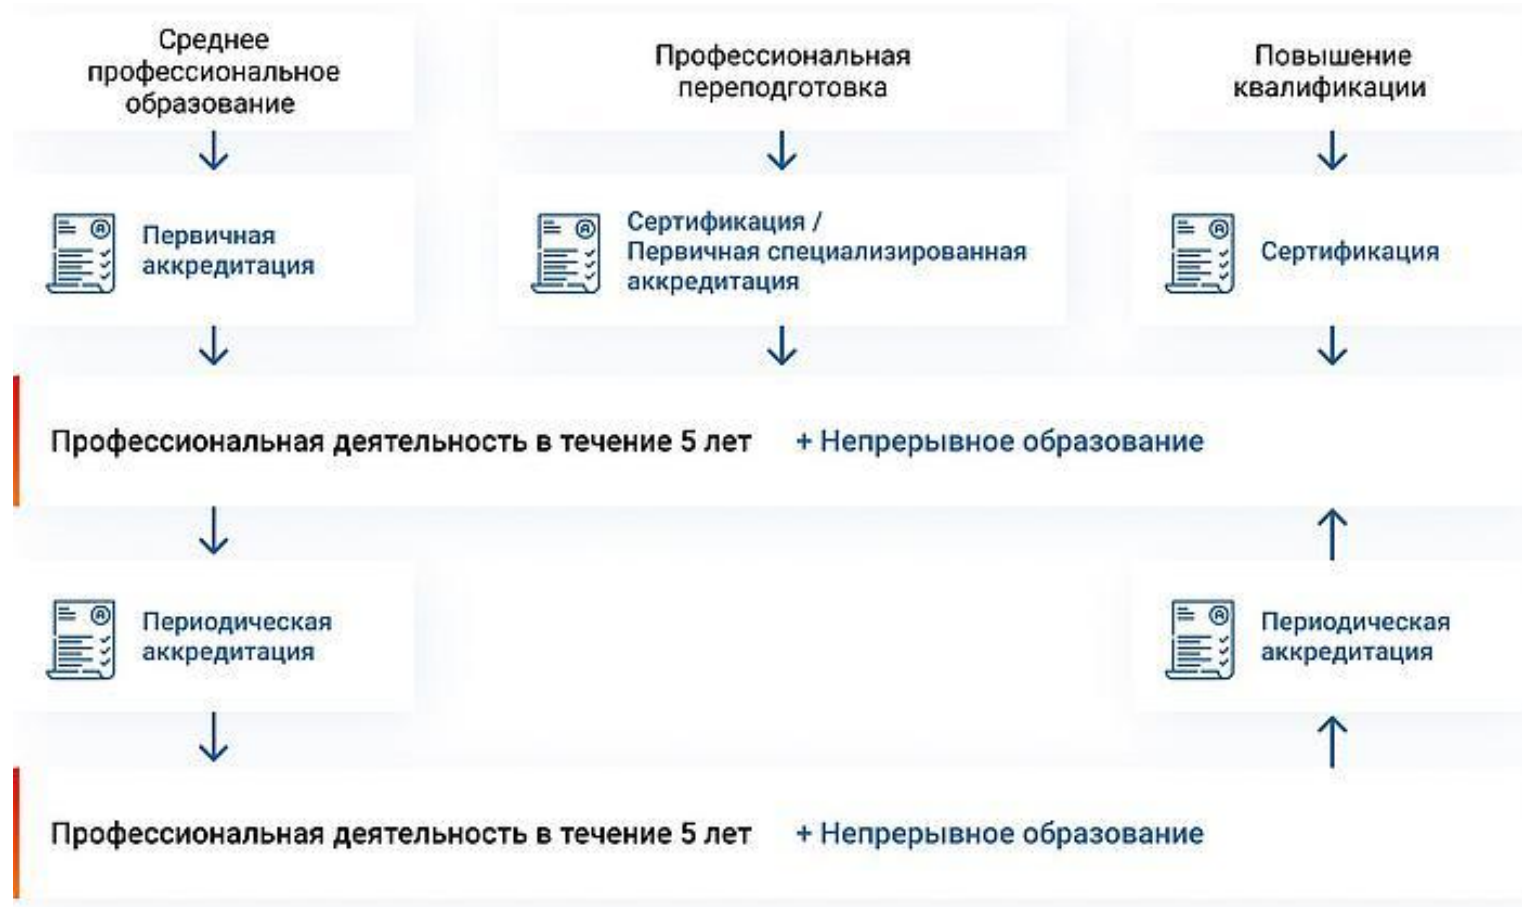 Среднее
профессиональное
образование
Профессиональная
переподготовка
Повышение
квалификации
Первичная
аккредитация
Сертификация /
Первичная специализированная
аккредитация
Сертификация
Профессиональная деятельность в течение 5 лет + Непрерывное образование
Периодическая
аккредитация
Периодическая
аккредитация
Профессиональная деятельность в течение 5 лет + Непрерывное образование